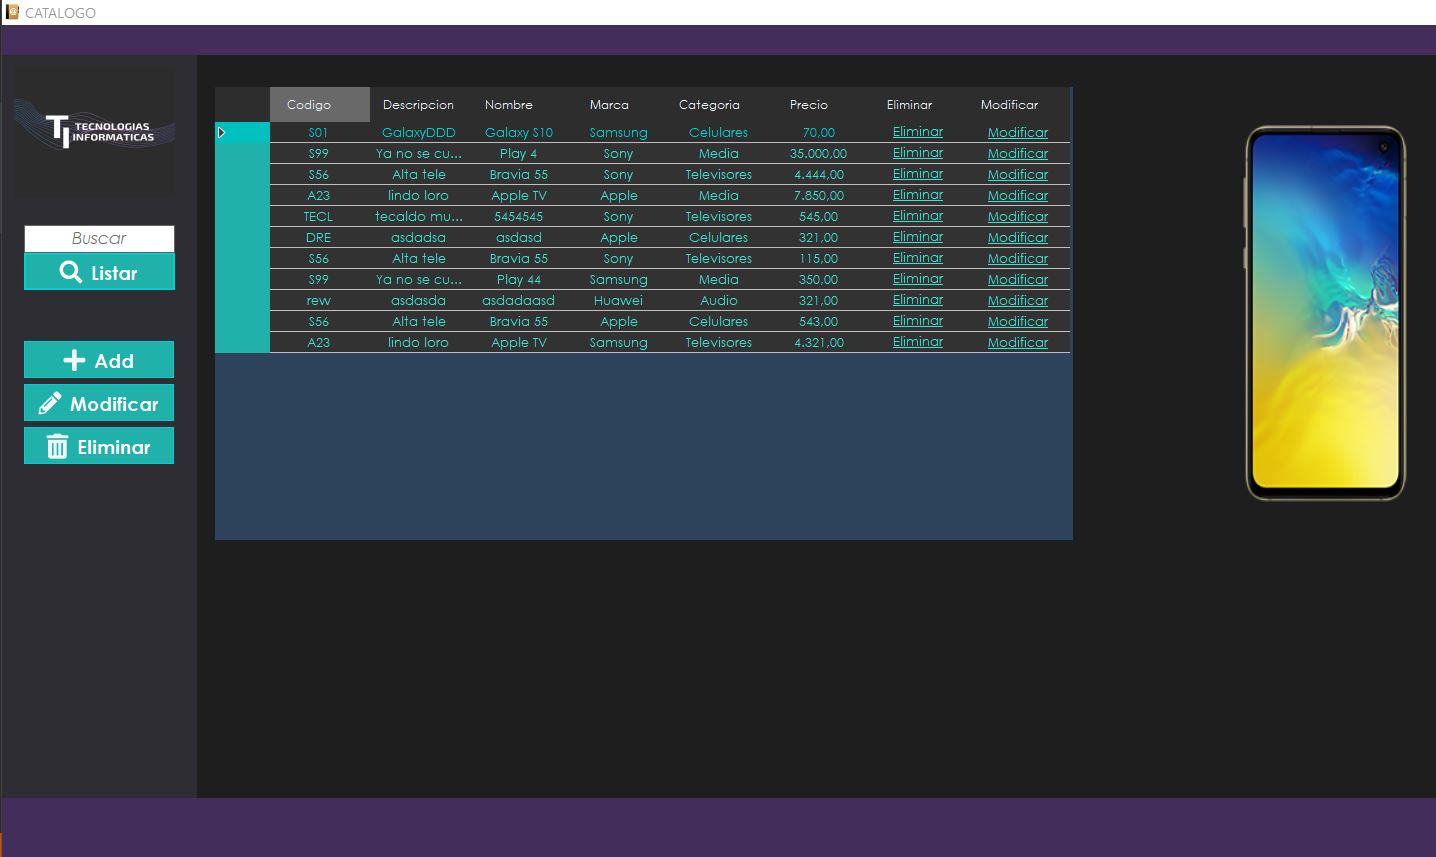 CATALOGO
TECNOLOGIAS
INFORMATICAS
Buscar
Listar
Add
Modificar
Eliminar
Codigo Descripcion Nombre Marca Categoria Precio Eliminar Modificar
S01 GalaxyDDD Galaxy S10 Samsung Celulares 70,00 Eliminar Modificar
S99 Ya no se cu... Play 4 Sony Media 35.000,00 Eliminar Modificar
S56 Alta tele Bravia 55 Sony Televisores 4.444,00 Eliminar Modificar
A23 lindo loro Apple TV Apple Media 7.850,00 Eliminar Modificar
TECL tecaldo mu... 5454545 Sony Televisores 545,00 Eliminar Modificar
DRE asdadsa asdasd Apple Celulares 321,00 Eliminar Modificar
S56 Alta tele Bravia 55 Sony Televisores 115,00 Eliminar Modificar
S99 Ya no se cu... Play 44 Samsung Media 350,00 Eliminar Modificar
rew asdasda asdadaasd Huawei Audio 321,00 Eliminar Modificar
S56 Alta tele Bravia 55 Apple Celulares 543,00 Eliminar Modificar
A23 lindo loro Apple TV Samsung Televisores 4.321,00 Eliminar Modificar